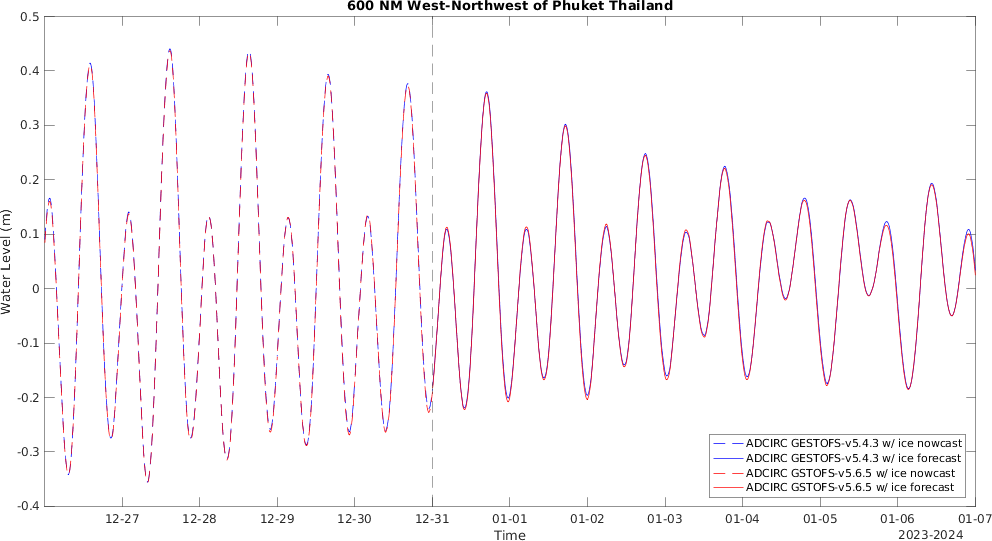 600 NM West-Northwest of Phuket Thailand
0.5
0.4
0.3
0.2
0.1
0
-0.1
-0.2
-0.3
-0.4
Water Level (m)
ADCIRC GESTOFS-v5.4.3 w/ ice nowcast
ADCIRC GESTOFS-v5.4.3 w/ ice forecast
ADCIRC GSTOFS-v5.6.5 w/ ice nowcast
ADCIRC GSTOFS-v5.6.5 w/ ice forecast
12-27 12-28 12-29 12-30 12-31 01-01 01-02 01-03 01-04 01-05 01-06 01-07
Time
2023-2024